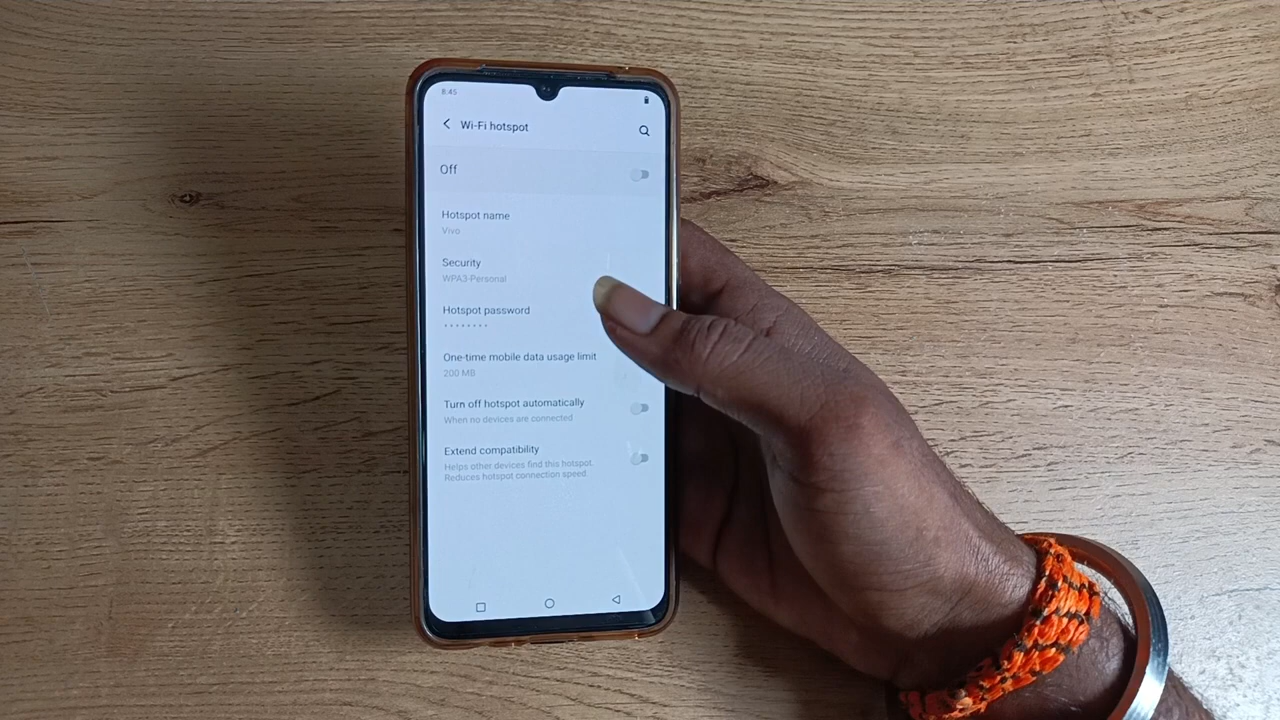 8:45
Wi-Fi hotspot
Off
Hotspot name
Vivo
Security
WPA3-Personal
Hotspot password
••••••••
One-time mobile data usage limit
200 MB
Turn off hotspot automatically
When no devices are connected
Extend compatibility
Helps other devices find this hotspot.
Reduces hotspot connection speed.